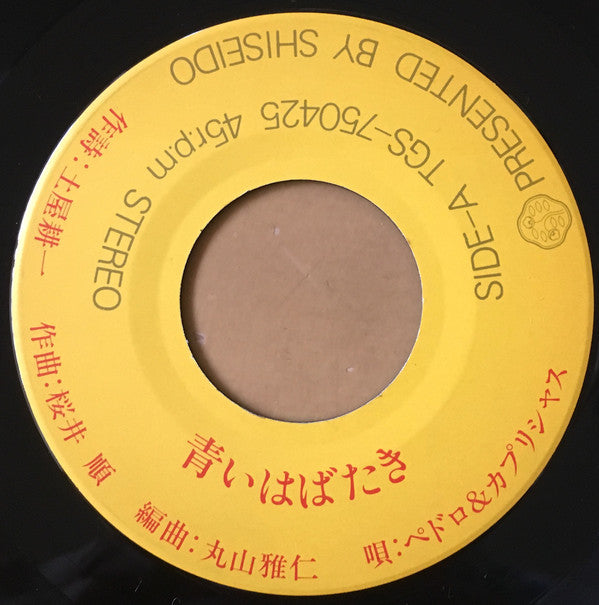 PRESENTED BY SHISEIDO
SIDE-A TGS-750425 45r.p.m STEREO
青いはばたき
作詩:土屋耕一
作曲:桜井 順
編曲:丸山雅仁
唄:ペドロ&カプリシャス